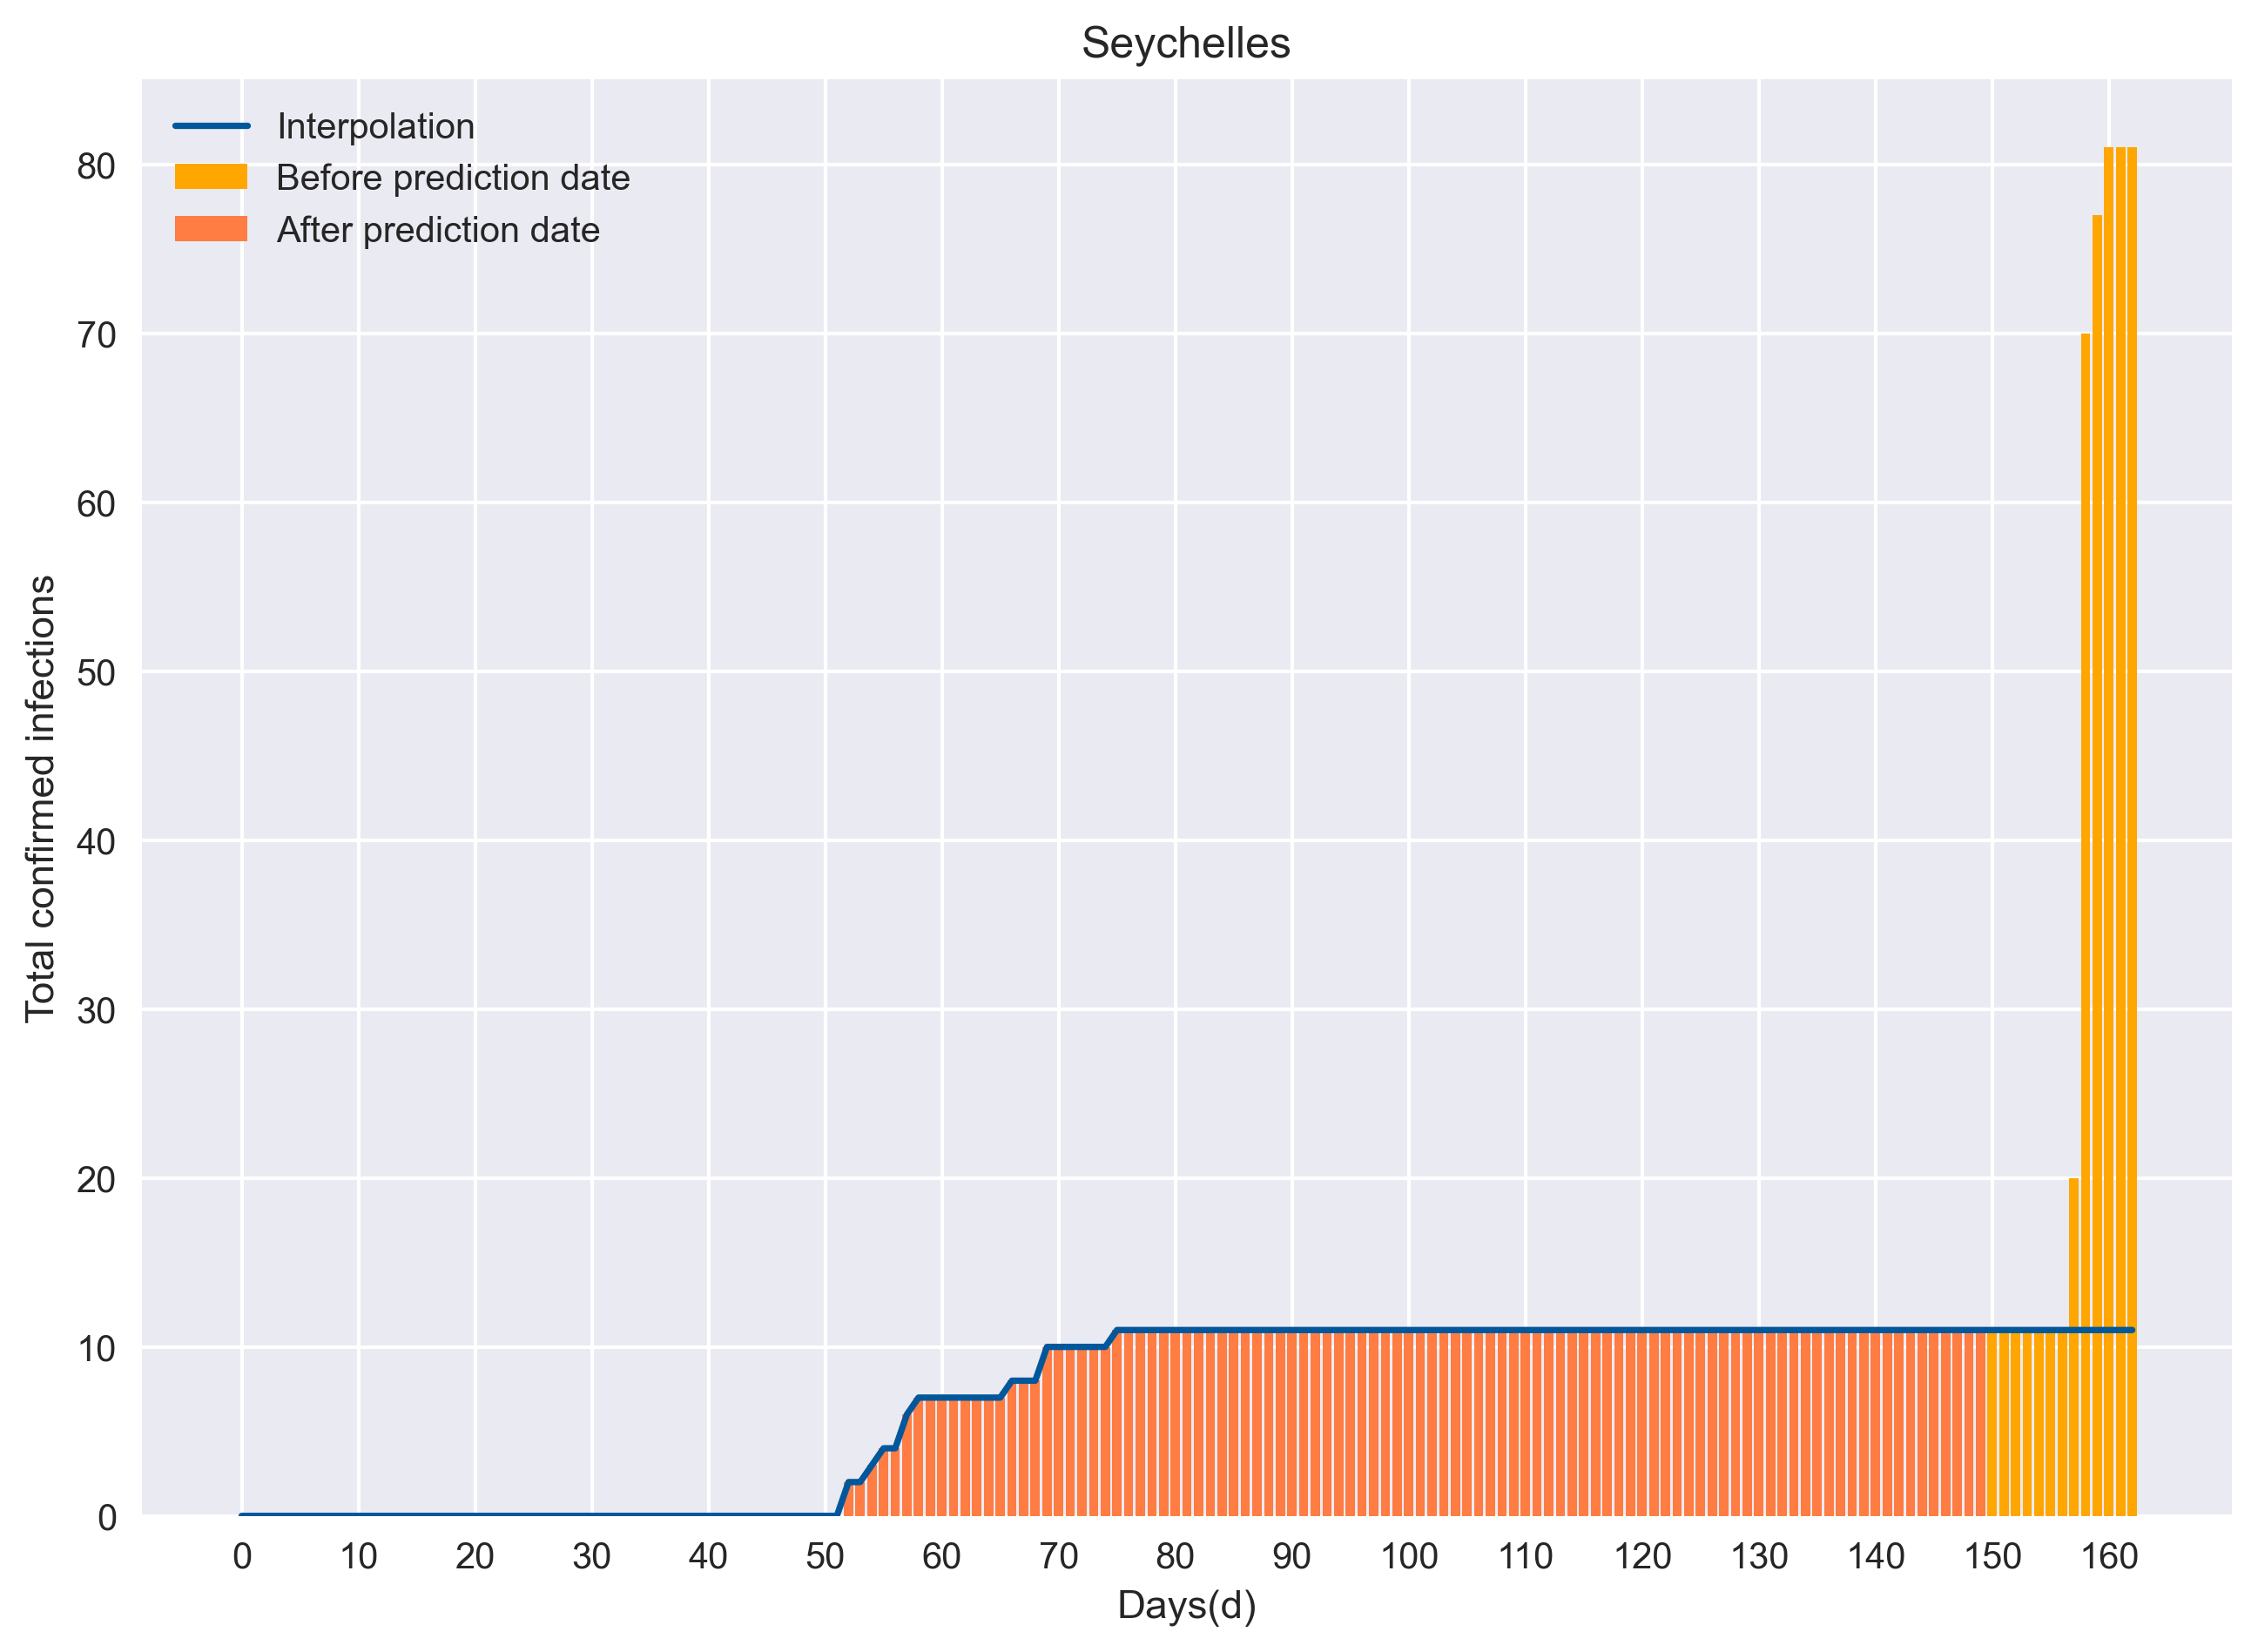 Seychelles
Interpolation
Before prediction date
After prediction date
80
70
60
50
40
30
20
10
0
Total confirmed infections
0 10 20 30 40 50 60 70 80 90 100 110 120 130 140 150 160
Days(d)